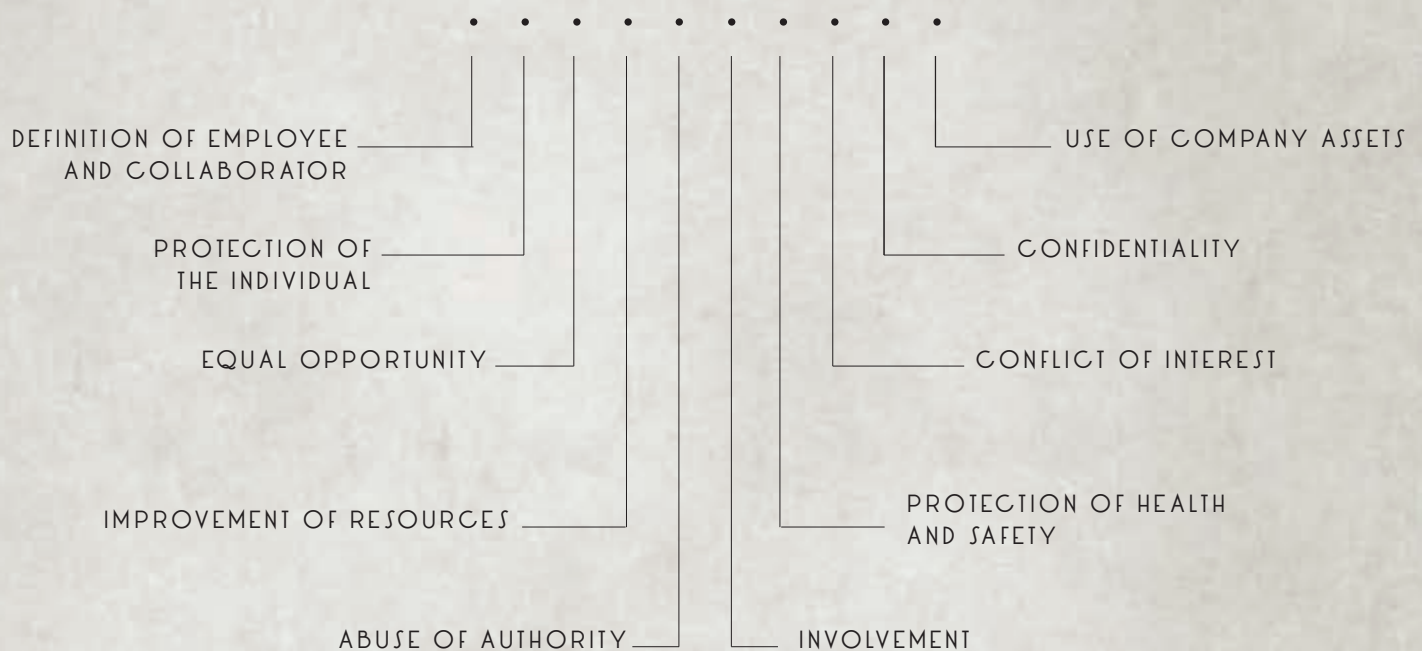 DEFINITION OF EMPLOYEE
AND COLLABORATOR
USE OF COMPANY ASSETS
PROTECTION OF
THE INDIVIDUAL
CONFIDENTIALITY
EQUAL OPPORTUNITY
CONFLICT OF INTEREST
IMPROVEMENT OF RESOURCES
PROTECTION OF HEALTH
AND SAFETY
ABUSE OF AUTHORITY
INVOLVEMENT